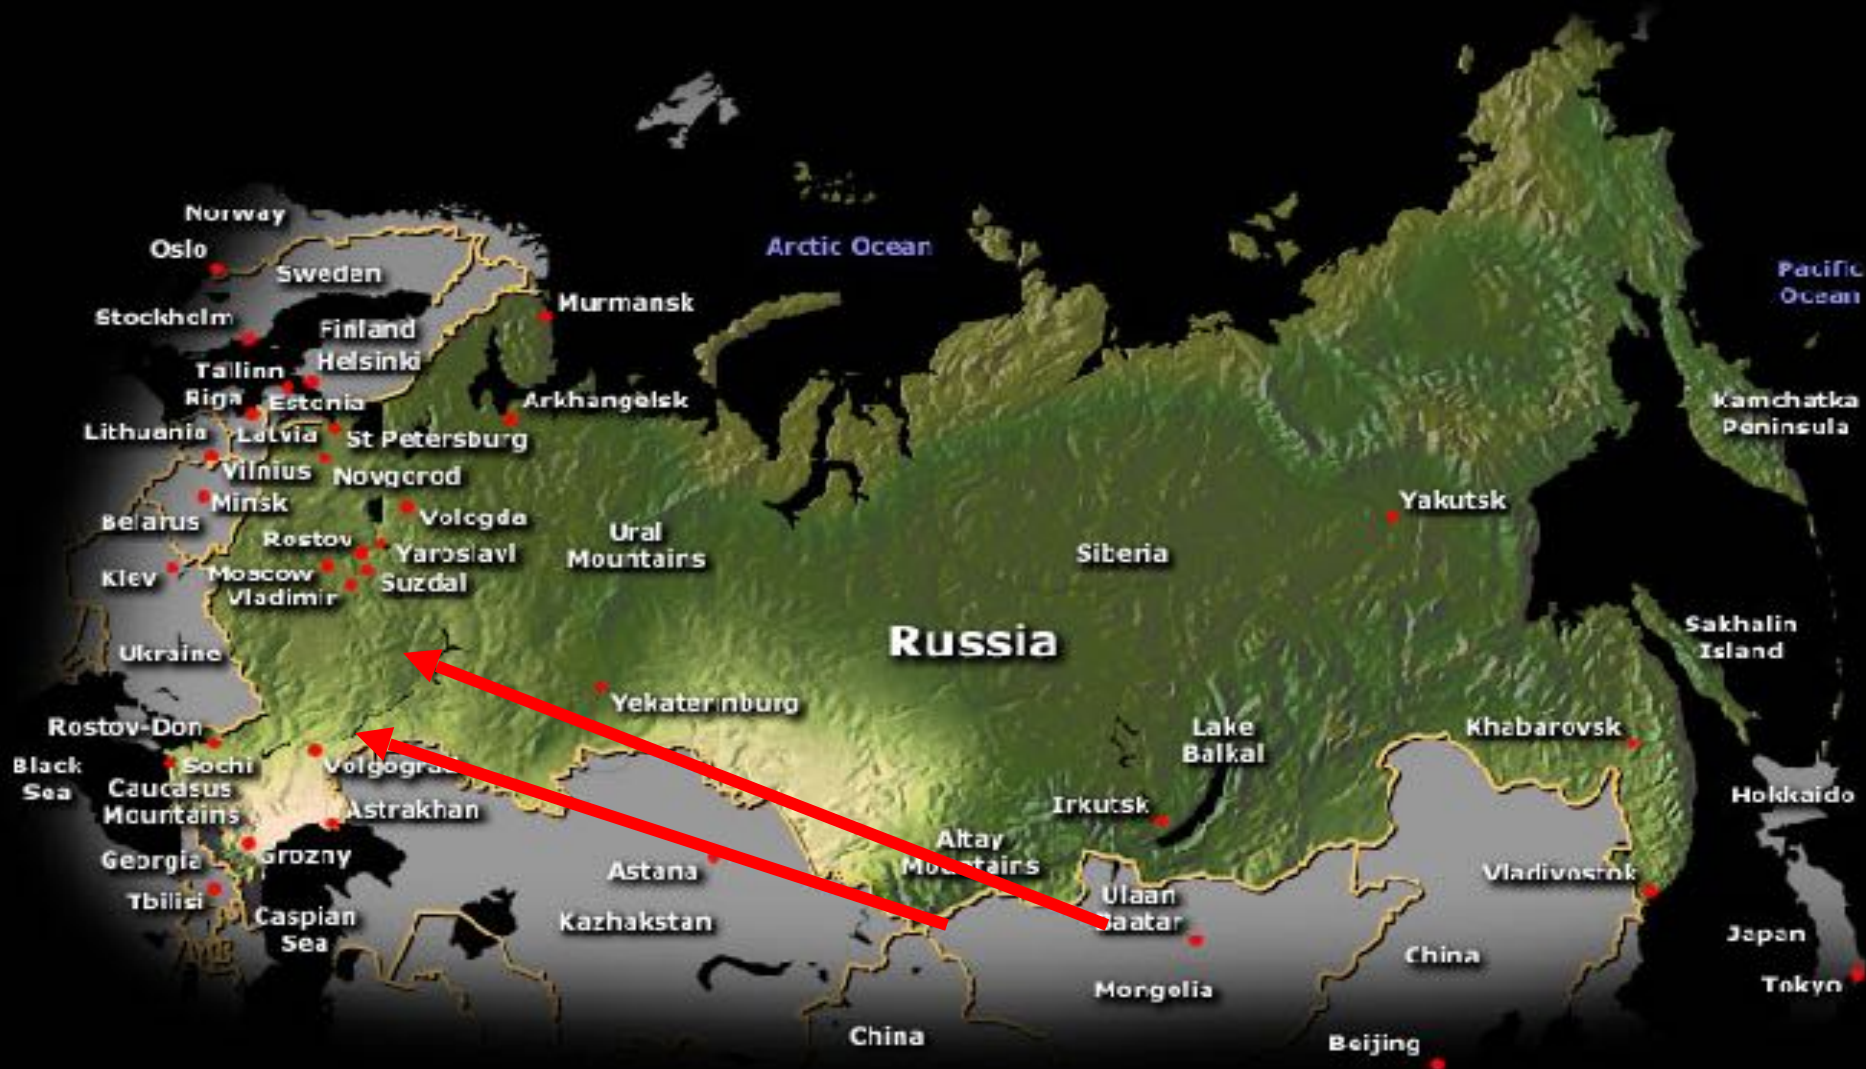 Norway
Oslo
Sweden
Arctic Ocean
Pacific
Ocean
Stockholm
Finland
Murmansk
Tallinn
Helsinki
Riga
Estonia
Arkhangelsk
Kamchatka
Peninsula
Lithuania
Latvia
St Petersburg
Vilnius
Novgorod
Minsk
Belarus
Vologda
Yakutsk
Rostov
Yaroslavl
Ural
Mountains
Siberia
Kiev
Moscow
Suzdal
Vladimir
Ukraine
Russia
Sakhalin
Island
Yekaterinburg
Rostov-Don
Lake
Baikal
Khabarovsk
Black
Sea
Sochi
Volgograd
Caucasus
Mountains
Astrakhan
Irkutsk
Hokkaido
Georgia
Grozny
Altay
Mountains
Astana
Vladivostok
Tbilisi
Ulaan
Baatar
Caspian
Sea
Kazhakstan
Japan
China
Tokyo
Mongolia
China
Beijing